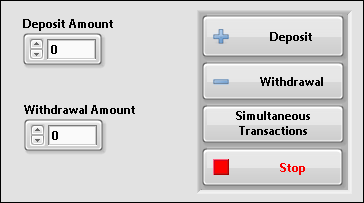 Deposit Amount
0
Withdrawal Amount
0
Deposit
Withdrawal
Simultaneous
Transactions
Stop